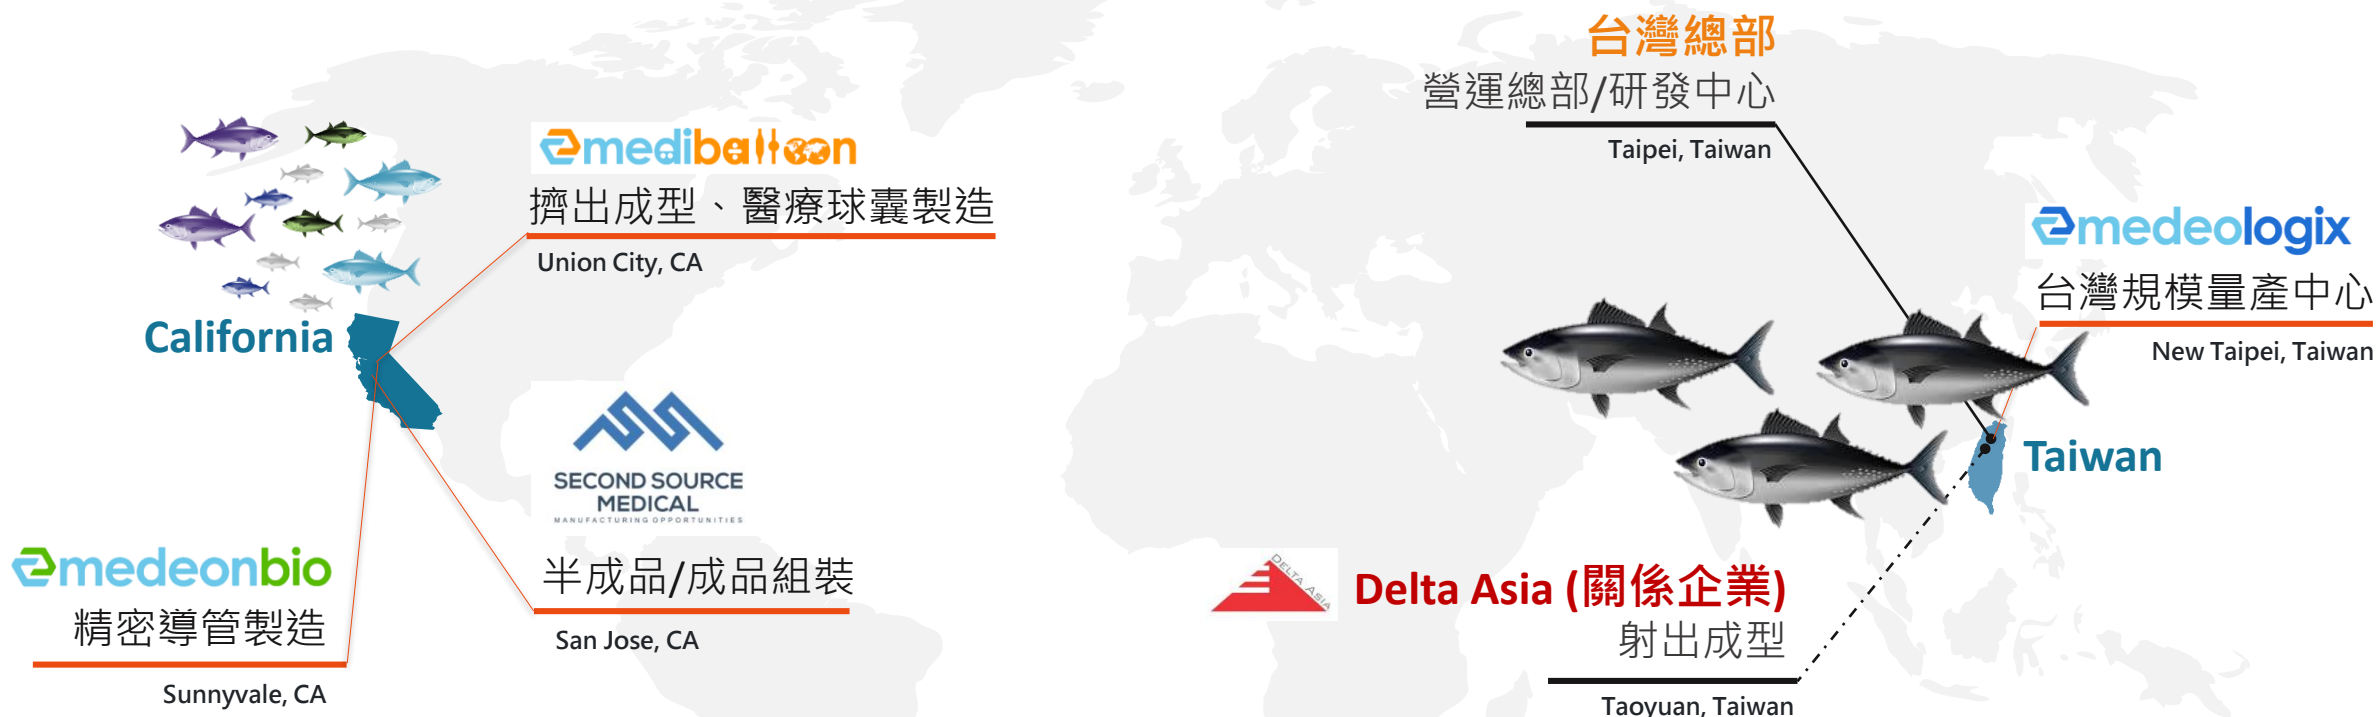 mediballoon
擠出成型、醫療球囊製造
Union City, CA
California
SECOND SOURCE
MEDICAL
MANUFACTURING OPPORTUNITIES
半成品/成品組裝
San Jose, CA
medeonbio
精密導管製造
Sunnyvale, CA
台灣總部
營運總部/研發中心
Taipei, Taiwan
medeologix
台灣規模量產中心
New Taipei, Taiwan
Taiwan
DELTA ASIA
Delta Asia (關係企業)
射出成型
Taoyuan, Taiwan